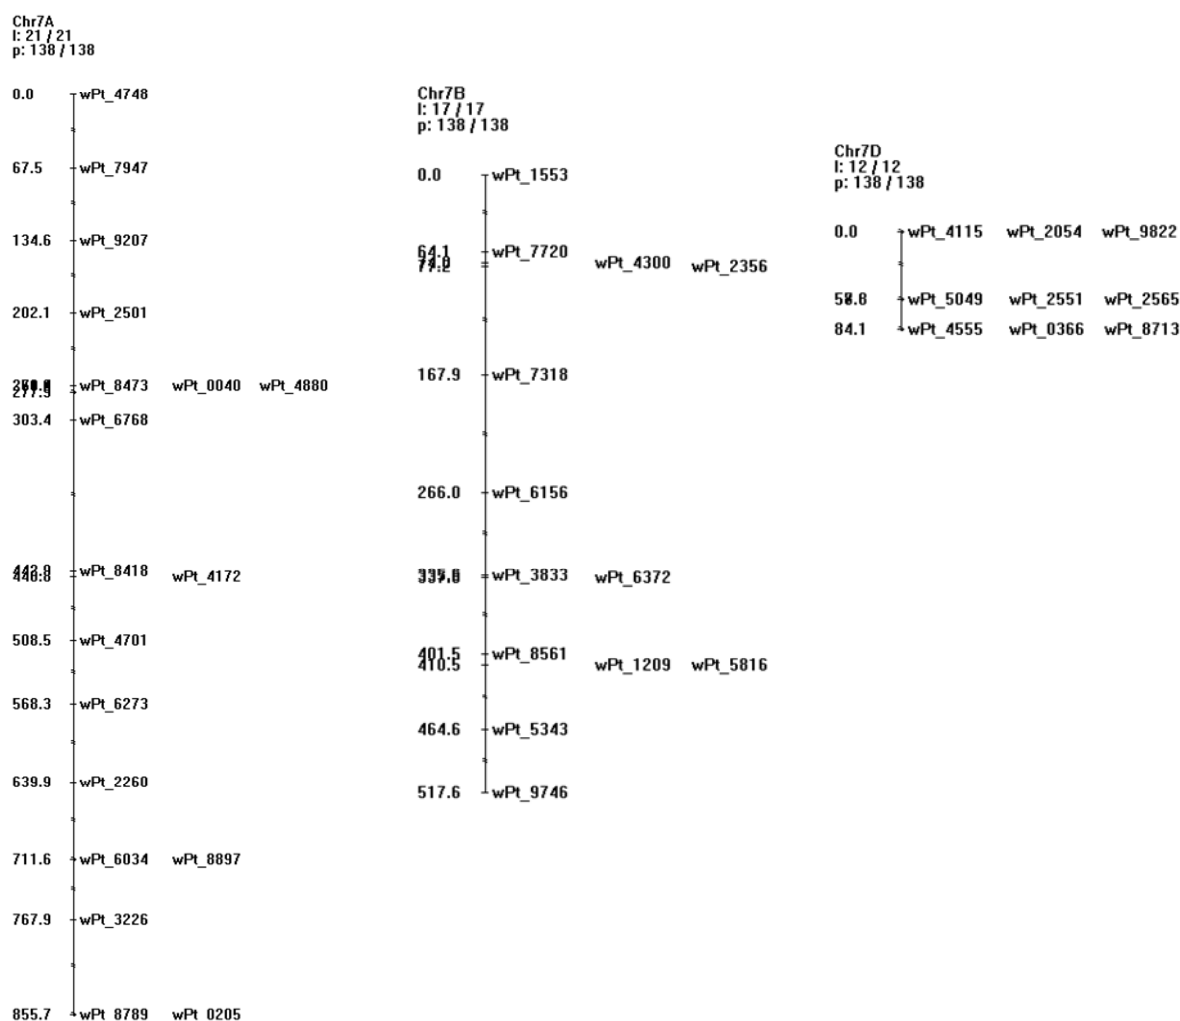 Chr7A
l: 21 / 21
p: 138 / 138
0.0 wPt_4748
67.5 wPt_7947
134.6 wPt_9207
202.1 wPt_2501
wPt_8473 wPt_0040 wPt_4880
277.9
303.4 wPt_6768
442.9 wPt_8418
446.8 wPt_4172
508.5 wPt_4701
568.3 wPt_6273
639.9 wPt_2260
711.6 wPt_6034 wPt_8897
767.9 wPt_3226
855.7 wPt_8789 wPt_0205
Chr7B
l: 17 / 17
p: 138 / 138
0.0 wPt_1553
64.1 wPt_7720
wPt_4300
77.2 wPt_2356
167.9 wPt_7318
266.0 wPt_6156
wPt_3833
wPt_6372
401.5 wPt_8561
410.5 wPt_1209 wPt_5816
464.6 wPt_5343
517.6 wPt_9746
Chr7D
l: 12 / 12
p: 138 / 138
0.0 wPt_4115 wPt_2054 wPt_9822
wPt_5049 wPt_2551 wPt_2565
84.1 wPt_4555 wPt_0366 wPt_8713